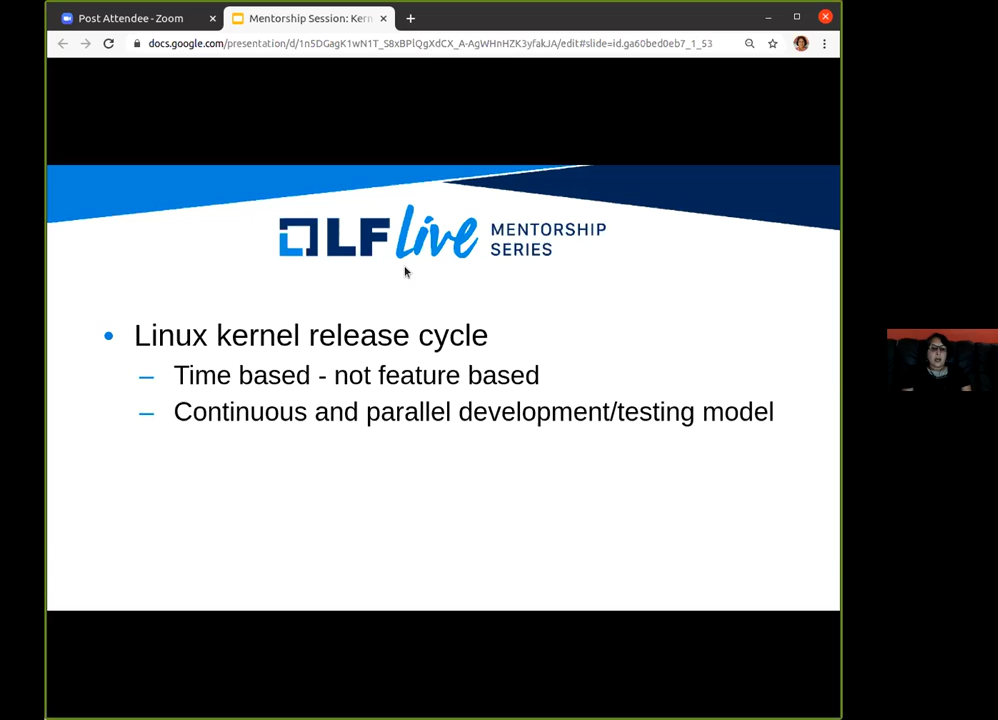 Post Attendee - Zoom
Mentorship Session: Kern
docs.google.com/presentation/d/1n5DGagK1wN1T_S8xBPlQgXdCX_A-AgWHnHZK3yfakJA/edit#slide=id.ga60bed0eb7_1_53
LF Live MENTORSHIP SERIES
Linux kernel release cycle
– Time based - not feature based
– Continuous and parallel development/testing model